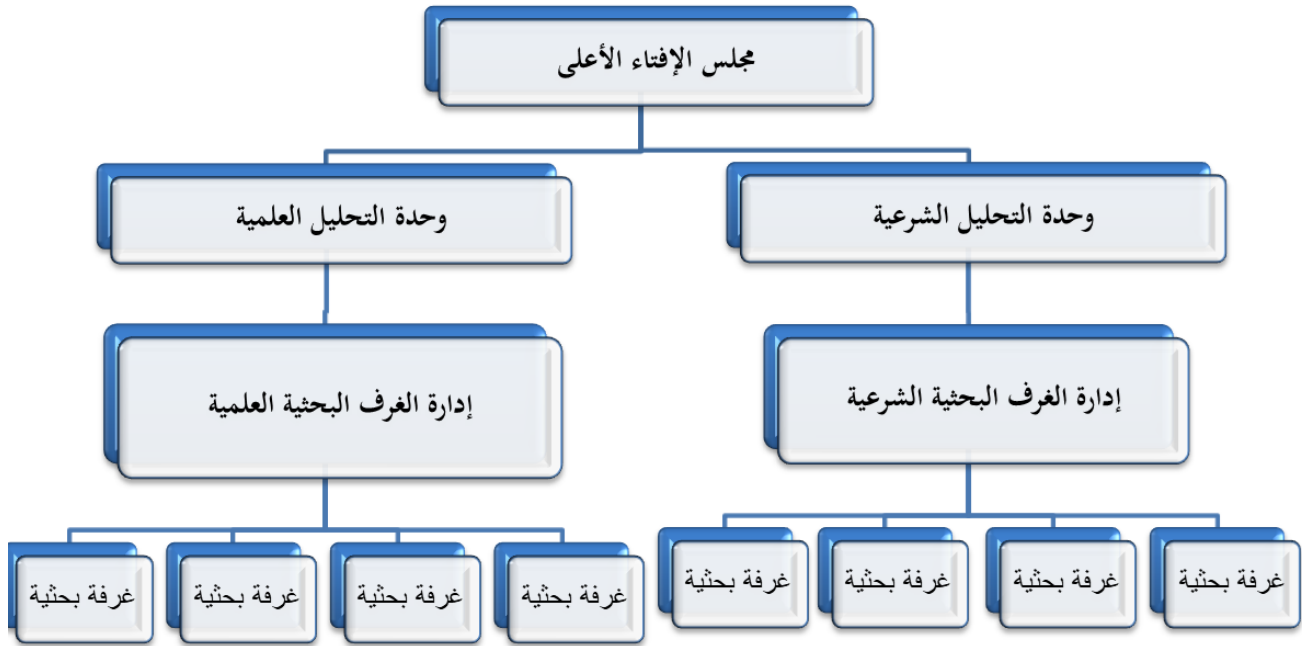 مجلس الإفتاء الأعلى
وحدة التحليل الشرعية
وحدة التحليل العلمية
إدارة الغرف البحثية الشرعية
إدارة الغرف البحثية العلمية
غرفة بحثية
غرفة بحثية
غرفة بحثية
غرفة بحثية
غرفة بحثية
غرفة بحثية
غرفة بحثية
غرفة بحثية